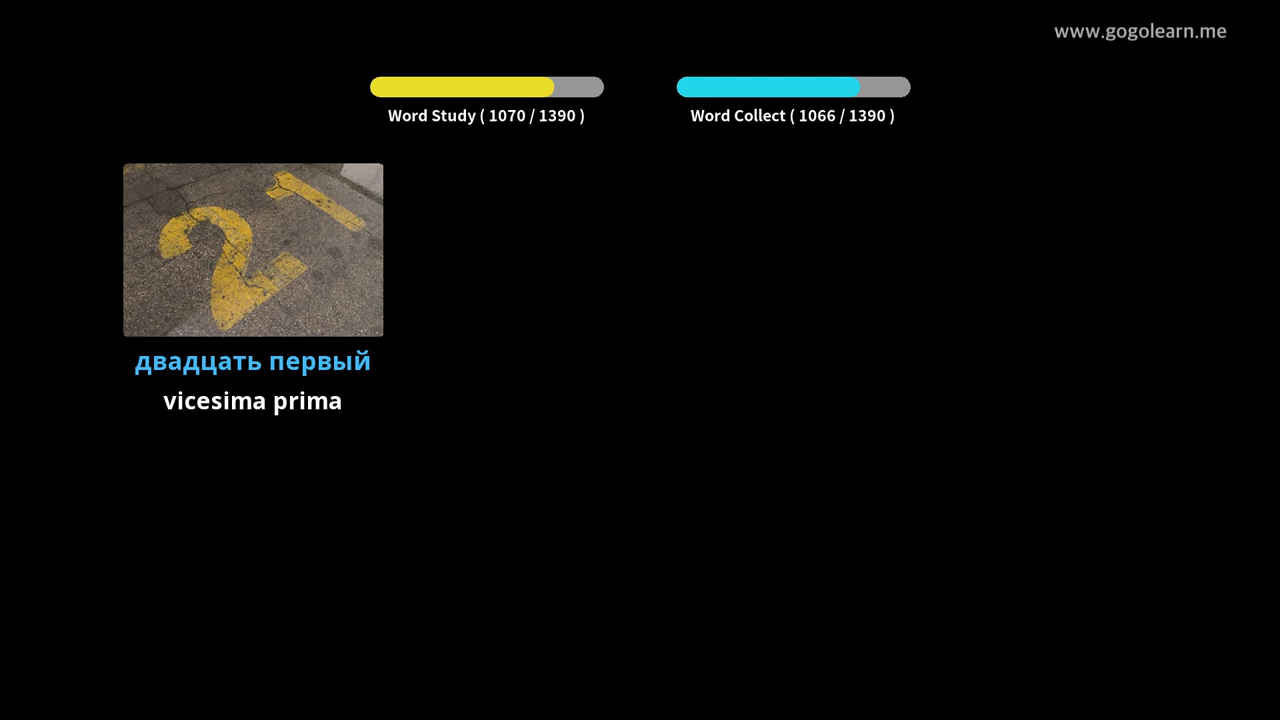 www.gogolearn.me
Word Study ( 1070 / 1390 )
Word Collect ( 1066 / 1390 )
21
двадцать первый
vicesima prima